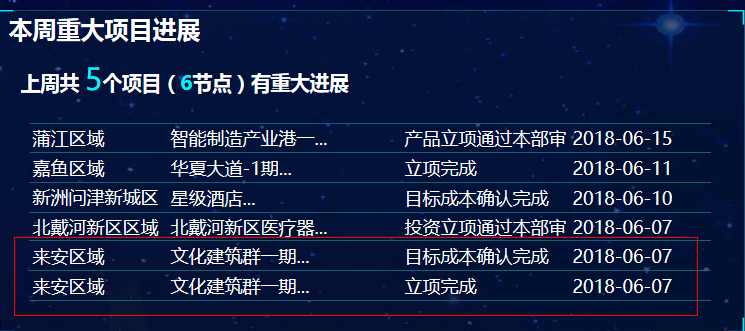 本周重大项目进展
上周共 5个项目（6节点）有重大进展
蒲江区域 智能制造产业港一... 产品立项通过本部审 2018-06-15
嘉鱼区域 华夏大道-1期... 立项完成 2018-06-11
新洲问津新城区 星级酒店... 目标成本确认完成 2018-06-10
北戴河新区区域 北戴河新区医疗器... 投资立项通过本部审 2018-06-07
来安区域 文化建筑群一期... 目标成本确认完成 2018-06-07
来安区域 文化建筑群一期... 立项完成 2018-06-07